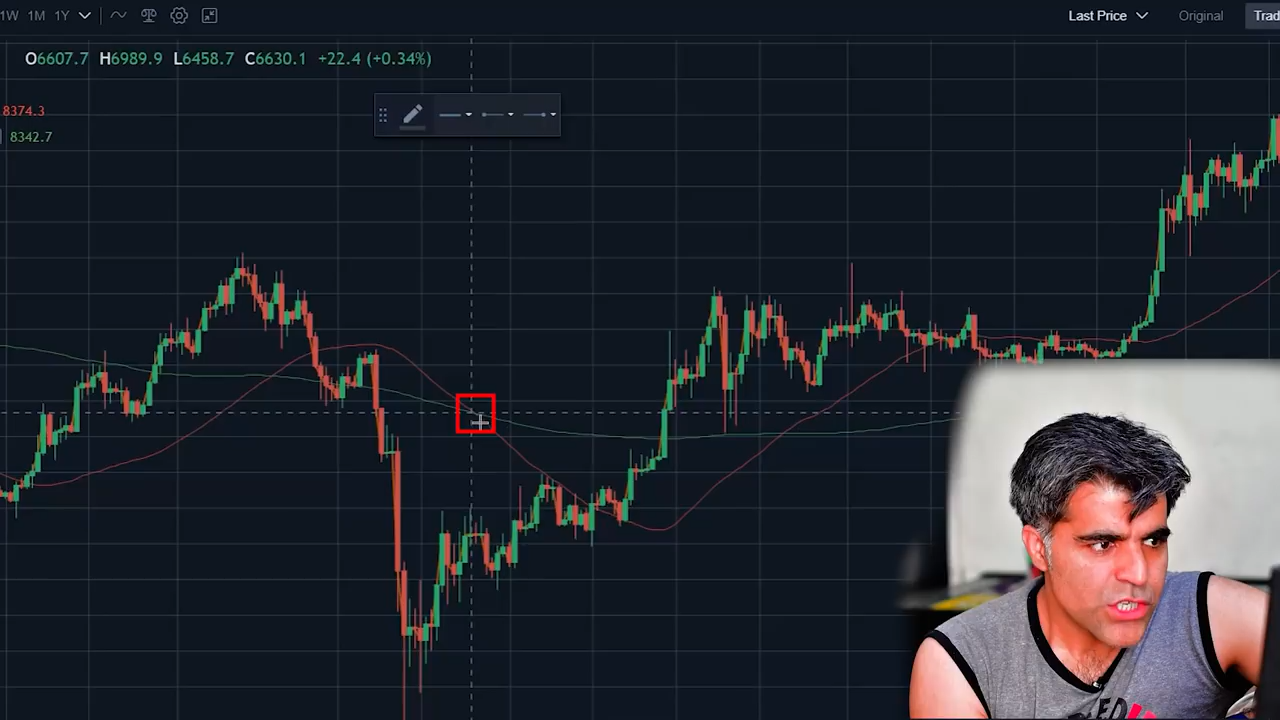 1W 1M 1Y
Last Price Original Trad
O6607.7 H6989.9 L6458.7 C6630.1 +22.4 (+0.34%)
8374.3
8342.7